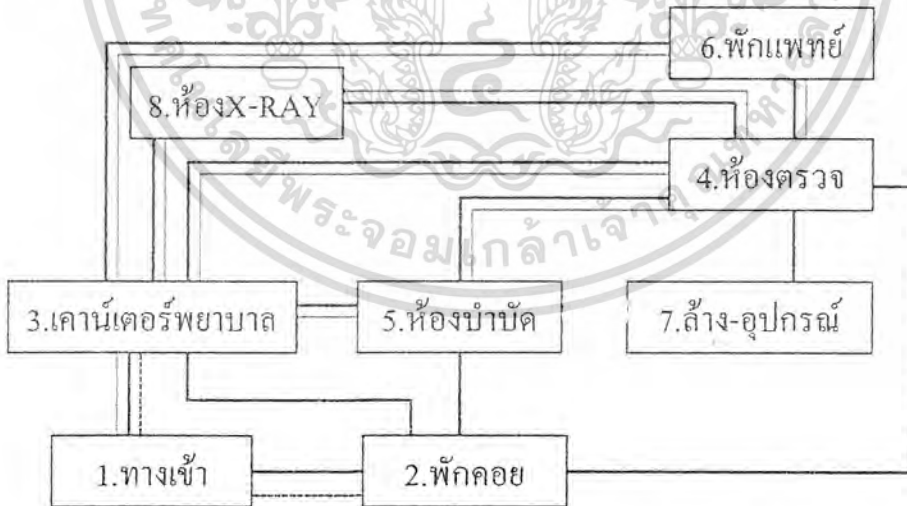 6.พักแพทย์
8.ห้องX-RAY
4.ห้องตรวจ
3.เคาน์เตอร์พยาบาล
5.ห้องบำบัด
7.ล้าง-อุปกรณ์
1.ทางเข้า
2.พักคอย